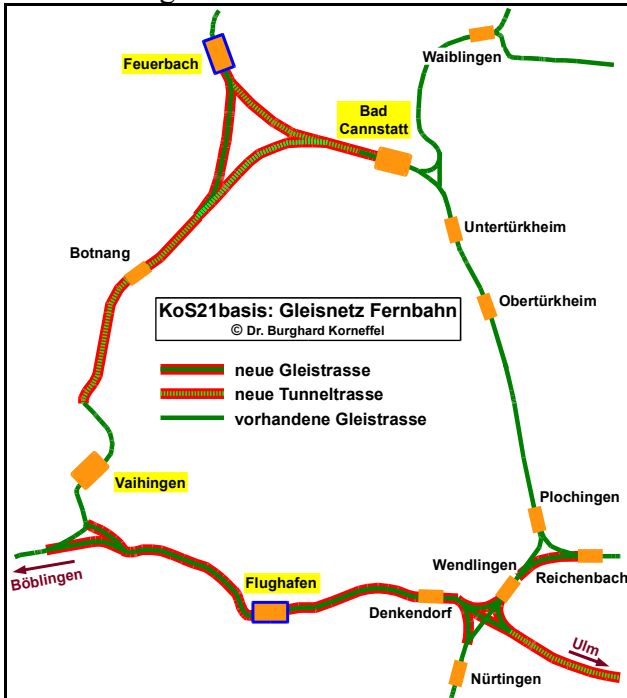 Feuerbach
Waiblingen
Bad
Cannstatt
Untertürkheim
Botnang
Obertürkheim
KoS21basis: Gleisnetz Fernbahn
© Dr. Burghard Korneffel
neue Gleistrasse
neue Tunneltrasse
vorhandene Gleistrasse
Vaihingen
Plochingen
Böblingen
Flughafen
Wendlingen
Reichenbach
Denkendorf
Ulm
Nürtingen